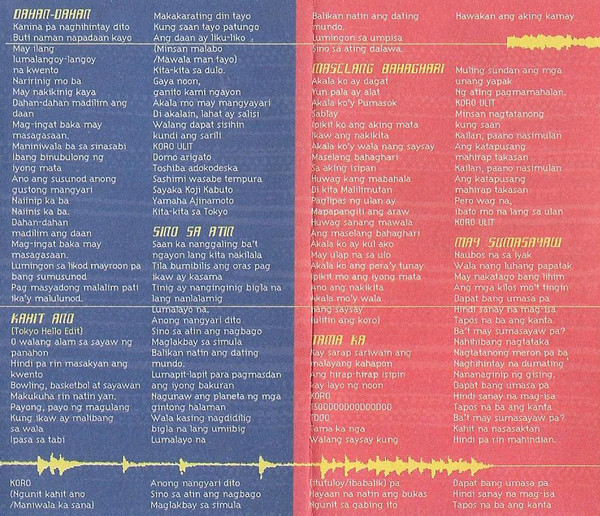 DAHAN-DAHAN
Kanina pa naghihintay dito
Buti naman napadaan kayo
May ilang
lumalangoy-langoy
na kwento
Naririnig mo ba
May nakikinig kaya
Dahan-dahan madilim ang
daan
Mag-ingat baka may
masagasaan.
Maniniwala ba sa sinasabi
Ibang binubulong ng
iyong mata
Ano ang susunod ang
gustong mangyari
Naiinip ka ba
Naiinis ka ba.
Dahan-dahan
madilim ang daan
Mag-ingat baka may
masagasaan.
Lumingon sa likod mayroon pa
bang sumusunod
Pag masyadong malalim pati
ika'y malulunod.
KAHIT ANO
(Tokyo Hello Edit)
O walang alam sa sayaw ng
panahon
Hindi pa rin masakyan ang
kwento
Bowling, basketbol at sayawan
Makukuha rin natin yan.
Payong, payo ng magulang
Kung ikaw ay malibang
sa wala
Ipasa sa tabi
KORO
(Ngunit kahit ano
/Maniwala ka sana)
Makakarating din tayo
Kung saan tayo patungo
Ang daan ay liku-liko
(Minsan malabo
/Mawala man tayo)
Kita-kita sa dulo.
Gaya noon,
ganito kami ngayon
Akala mo may mangyayari
Di akalain, lahat ay salisi
Walang dapat sisihin
kundi ang sarili
KORO ULIT
Domo arigato
Toshiba adokodeska
Sashimi wasabe tempura
Sayaka Koji Kabuto
Yamaha Ajinamoto
Kita-kita sa Tokyo
SINO SA ATIN
Saan ka nanggaling ba't
ngayon lang kita nakilala
Tila bumbilis ang oras pag
ikaw ay kasama
Tinig ay nanginginig bigla na
lang nanlalamig
Lumalayo na,
Anong nangyari dito
Sino sa atin ang nagbago
Maglakbay sa simula
Balikan natin ang dating
mundo.
Lumapit-lapit para pagmasdan
ang iyong bakuran
Nagunaw ang planeta ng mga
gintong halaman
Wala kasing nagdidilig
bigla na lang umiibig
Lumalayo na
Anong nangyari dito
Sino sa atin ang nagbago
Maglakbay sa simula
Balikan natin ang dating
mundo.
Lumingon sa umpisa
Sino sa ating dalawa.
MASELANG BAHAGHARI
Akala ko ay dagat
Yun pala ay alat
Akala ko'y Pumasok
Sablay
Ipikit ko ang aking mata
Ikaw ang nakikita
Akala ko'y wala nang saysay
Maselang bahaghari
Sa aking isipan
Huwag kang mabahala
Di kita Malilimutan
Paglipas ng ulan ay
Mapapangiti ang araw
Huwag sanang mawala
Ang maselang bahaghari
Akala ko ay kul ako
May ulap na sa ulo
Akala ko ang pera'y tunay
Ipikit mo ang iyong mata
Ano ang nakikita
Akala mo'y wala
nang saysay
(ulitin ang koro)
TAMA KA
Kay sarap sariwain ang
malayang kahapon
Ang hirap-hirap isipin
kay layo ng noon
KORO
Tama ka nga
Walang saysay kung
(itutuloy/ibabalik) pa
Hayaan na natin ang bukas
Ngunit sa gabing ito
Hawakan ang aking kamay
Muling sundan ang mga
unang yapak
Ng ating pagmamahalan.
KORO ULIT
Minsan nagtatanong
kung saan
Kailan, paano nasimulan
Ang katapusang
mahirap takasan
Kailan, paano nasimulan
Ang katapusang
mahirap takasan
Pero wag na,
ibato mo na lang sa ulan
KORO ULIT
MAY SUMASAYAW
Naubos na sa iyak
Wala nang luhang papatak
May nakatago bang lihim
Ang mga kilos mo't tingin
Dapat bang umasa pa
Hindi sanay na mag-isa
Tapos na ba ang kanta.
Ba't may sumasayaw pa?
Nahihibang nagtataka
Nagtatanong meron pa ba
Naghihintay na dumating
Nananaginip ng gising.
Dapat bang umasa pa
Hindi sanay na mag-isa
Tapos na ba ang kanta.
Ba't may sumasayaw pa?
Kahit na nasasaktan
Hindi pa rin mahindian.
Dapat bang umasa pa
Hindi sanay na mag-isa
Tapos na ba ang kanta